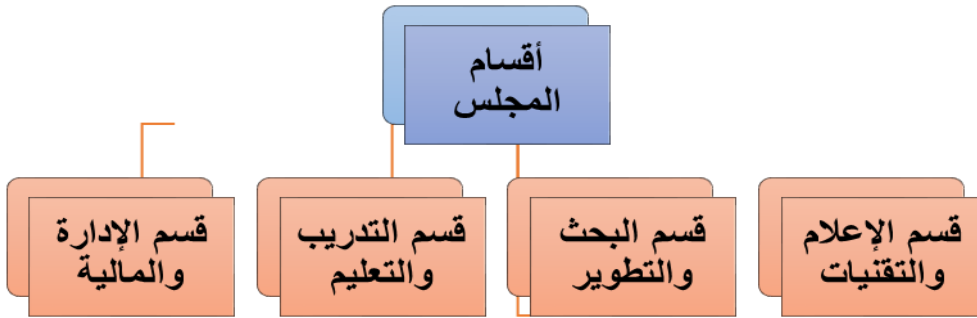 أقسام
المجلس
قسم الإعلام
والتقنيات
قسم البحث
والتطوير
قسم التدريب
والتعليم
قسم الإدارة
والمالية